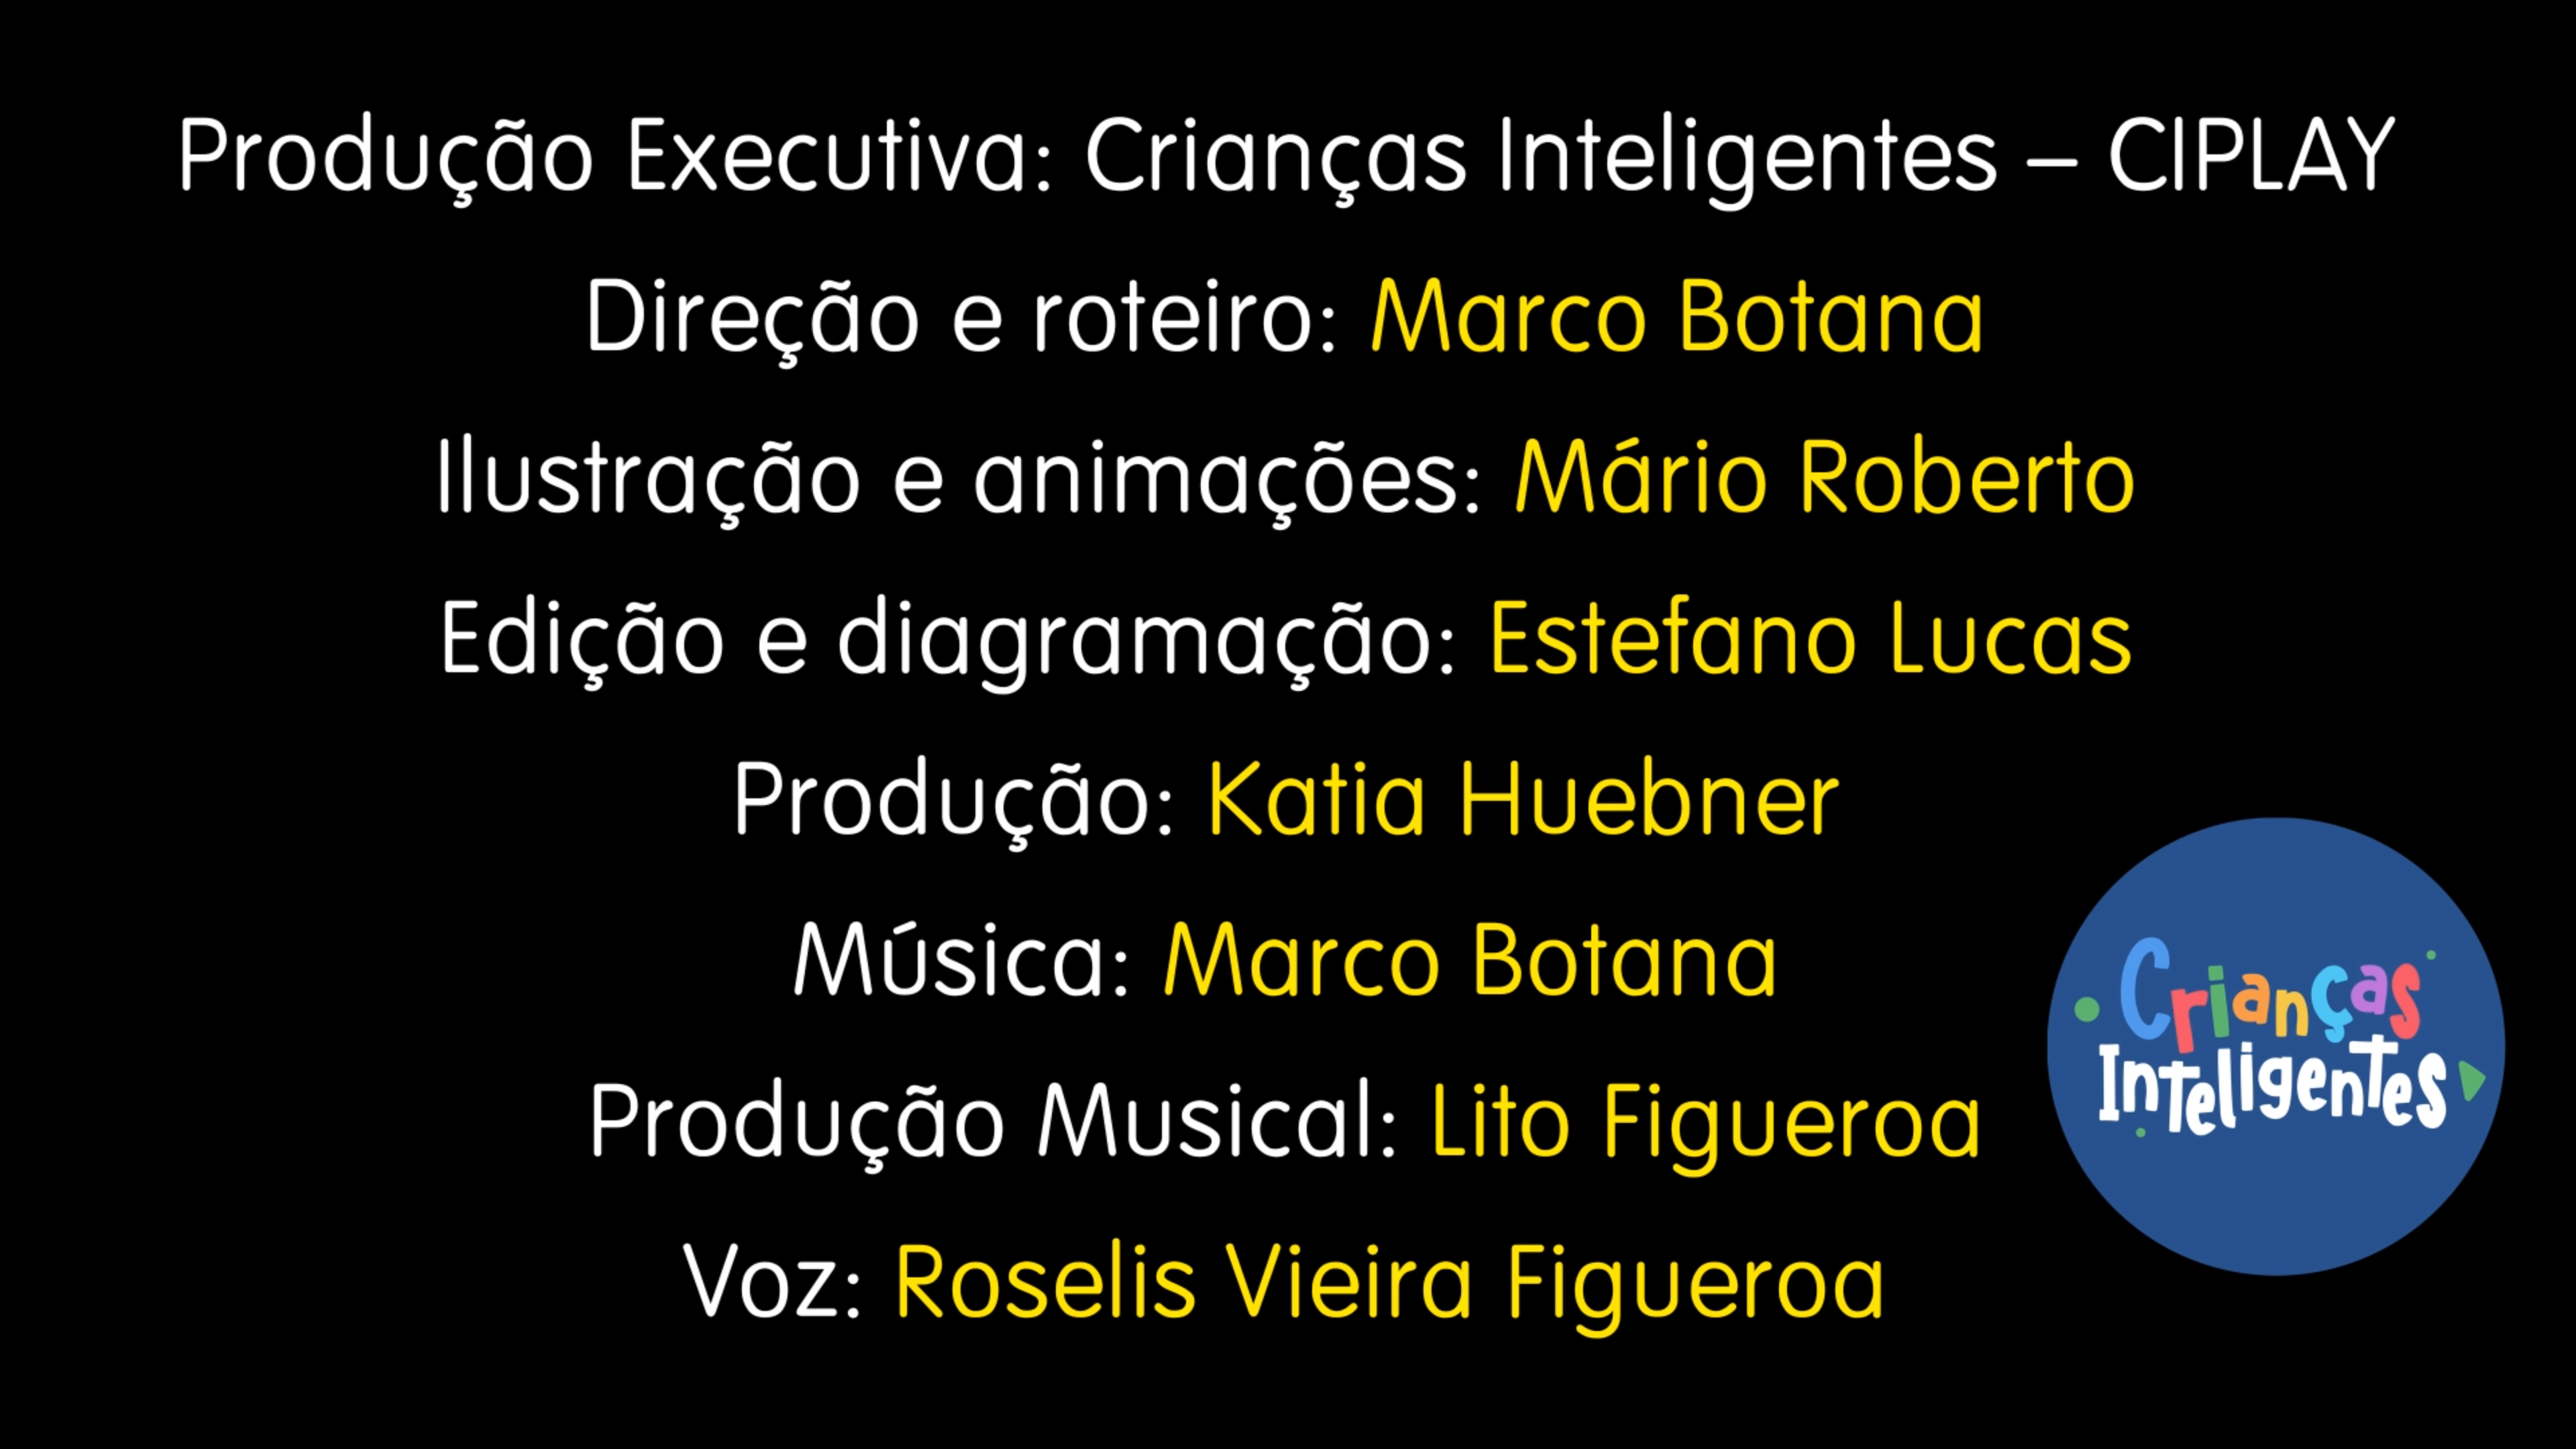 Produção Executiva: Crianças Inteligentes – CIPLAY
Direção e roteiro: Marco Botana
Ilustração e animações: Mário Roberto
Edição e diagramação: Estefano Lucas
Produção: Katia Huebner
Música: Marco Botana
Produção Musical: Lito Figueroa
Voz: Roselis Vieira Figueroa
Crianças
Inteligentes